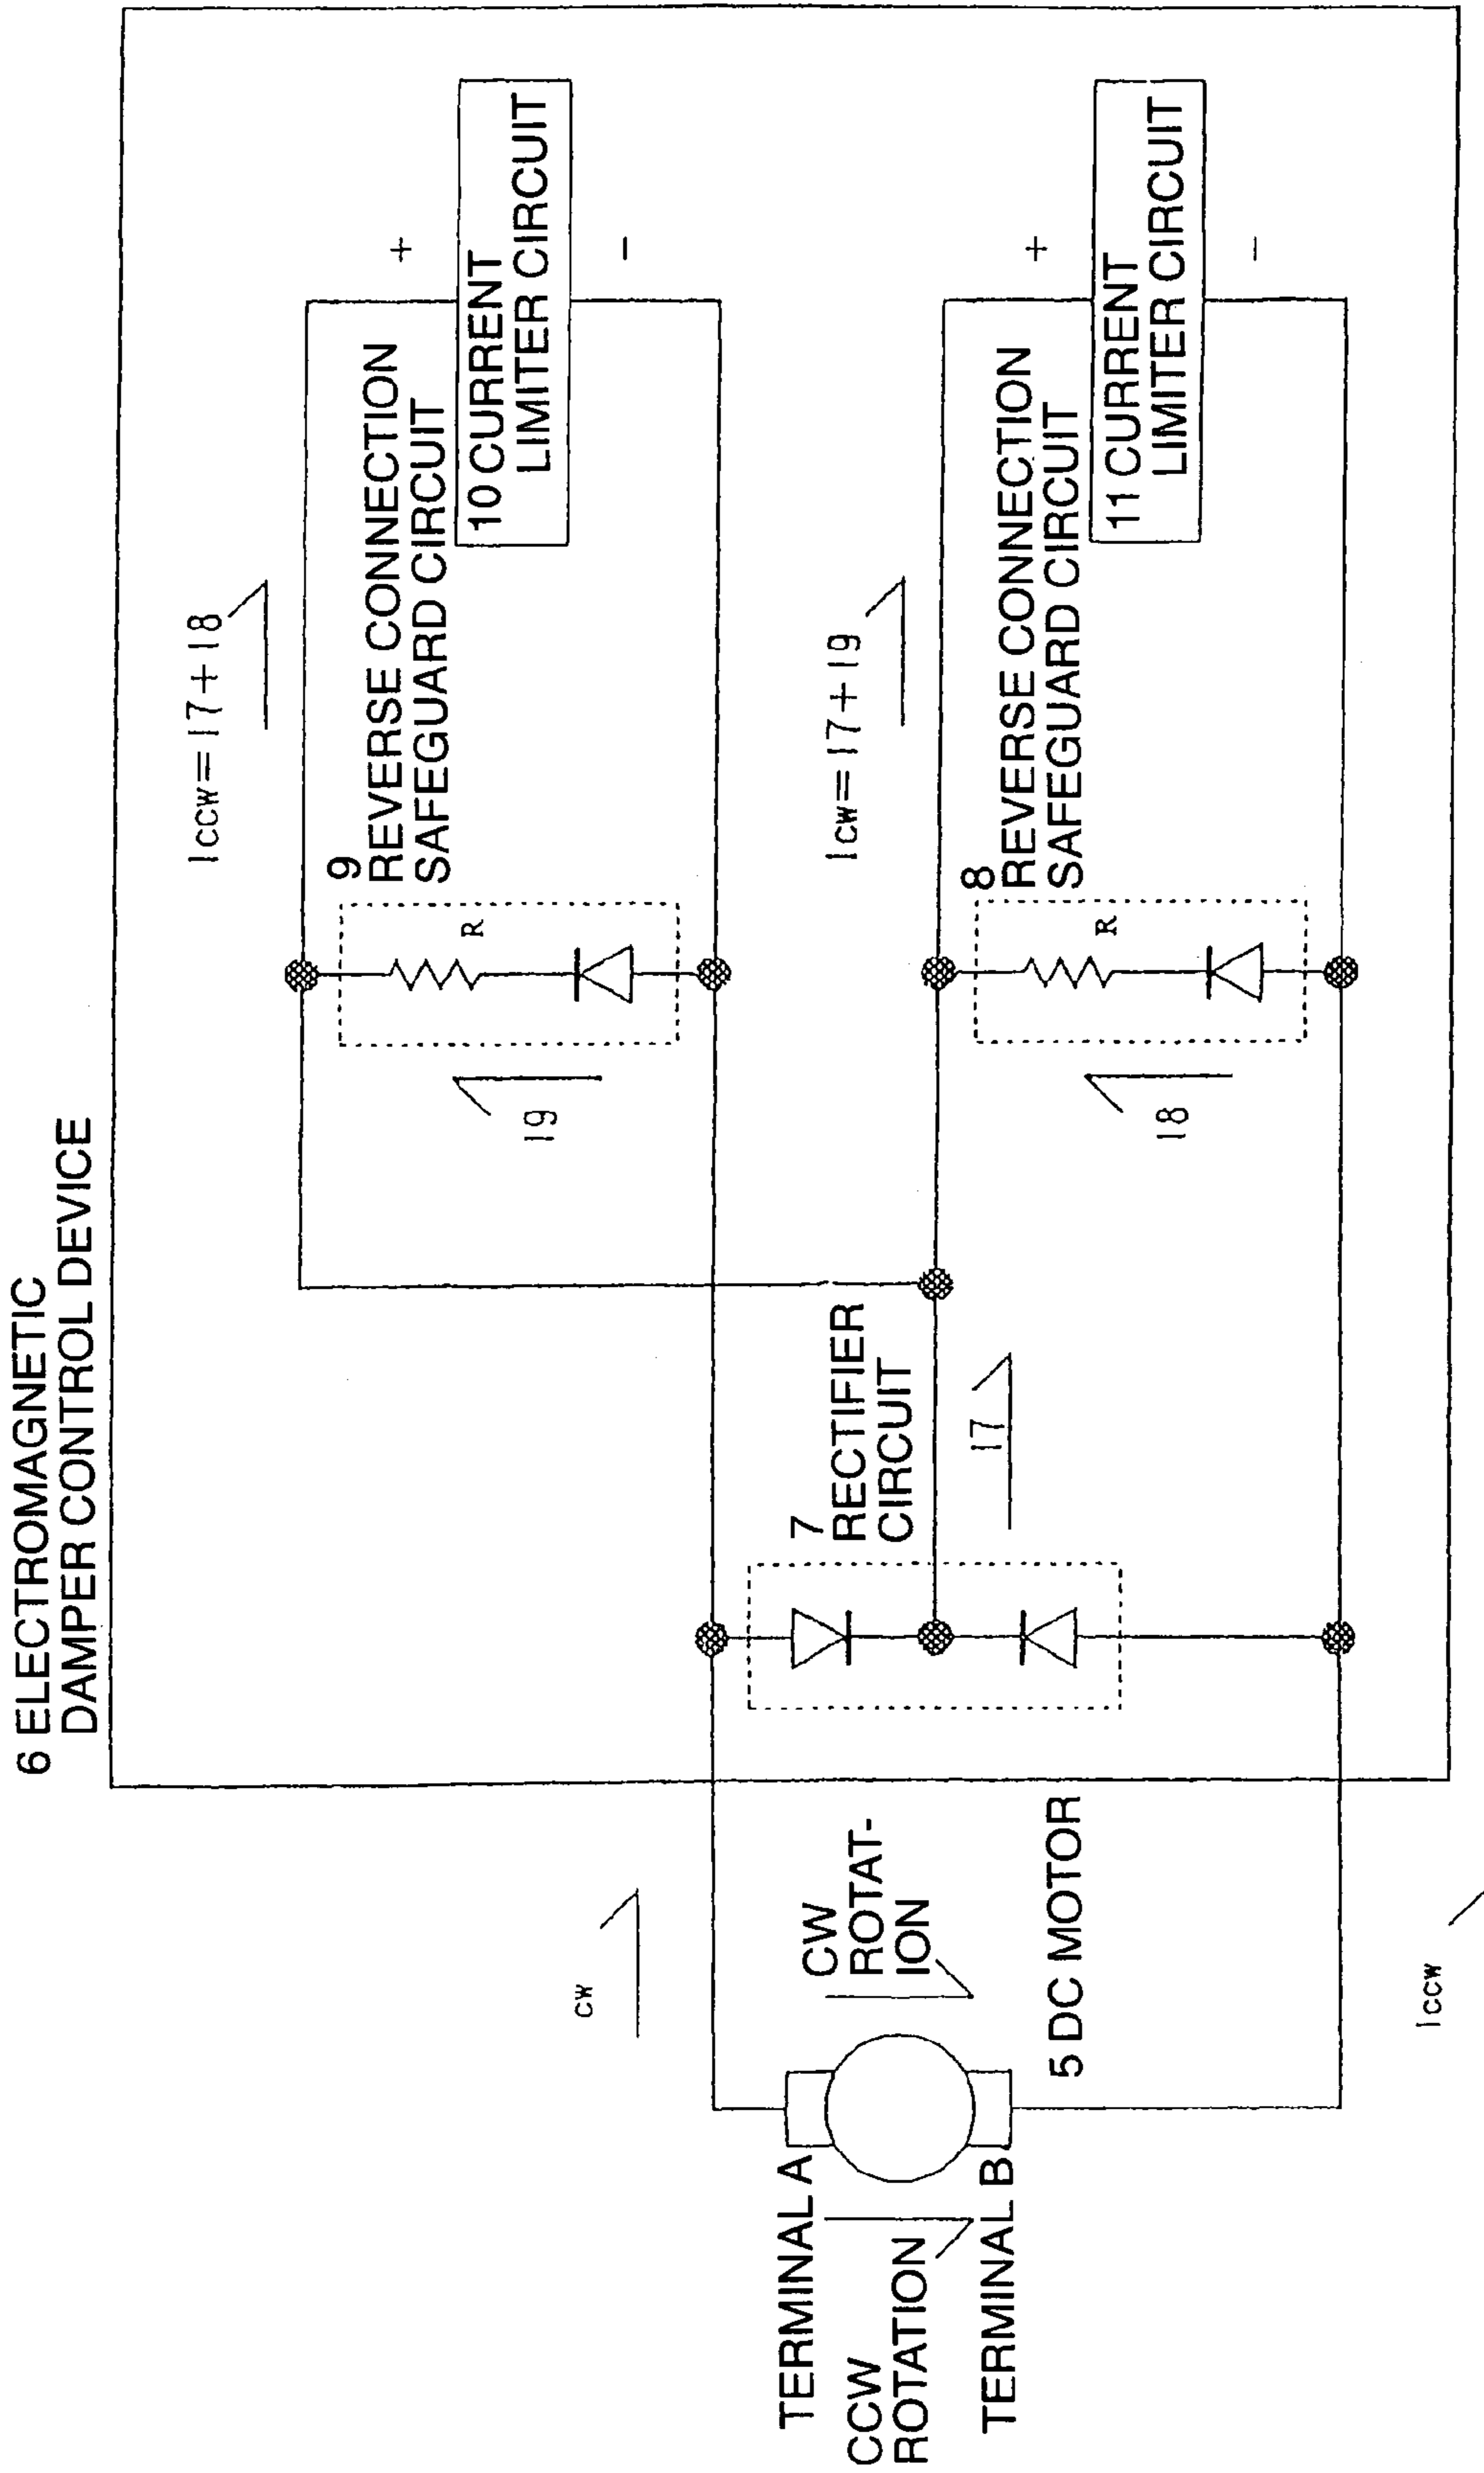 6 ELECTROMAGNETIC
DAMPER CONTROL DEVICE
Iccw=I7+I8
+
10 CURRENT
LIMITER CIRCUIT
-
9
REVERSE CONNECTION
SAFEGUARD CIRCUIT
R
I9
Icw=I7+I9
+
11 CURRENT
LIMITER CIRCUIT
-
8
REVERSE CONNECTION
SAFEGUARD CIRCUIT
R
I8
7
RECTIFIER
CIRCUIT
I7
cw
CW
ROTAT-
ION
5 DC MOTOR
TERMINAL A
CCW
ROTATION
TERMINAL B
Iccw